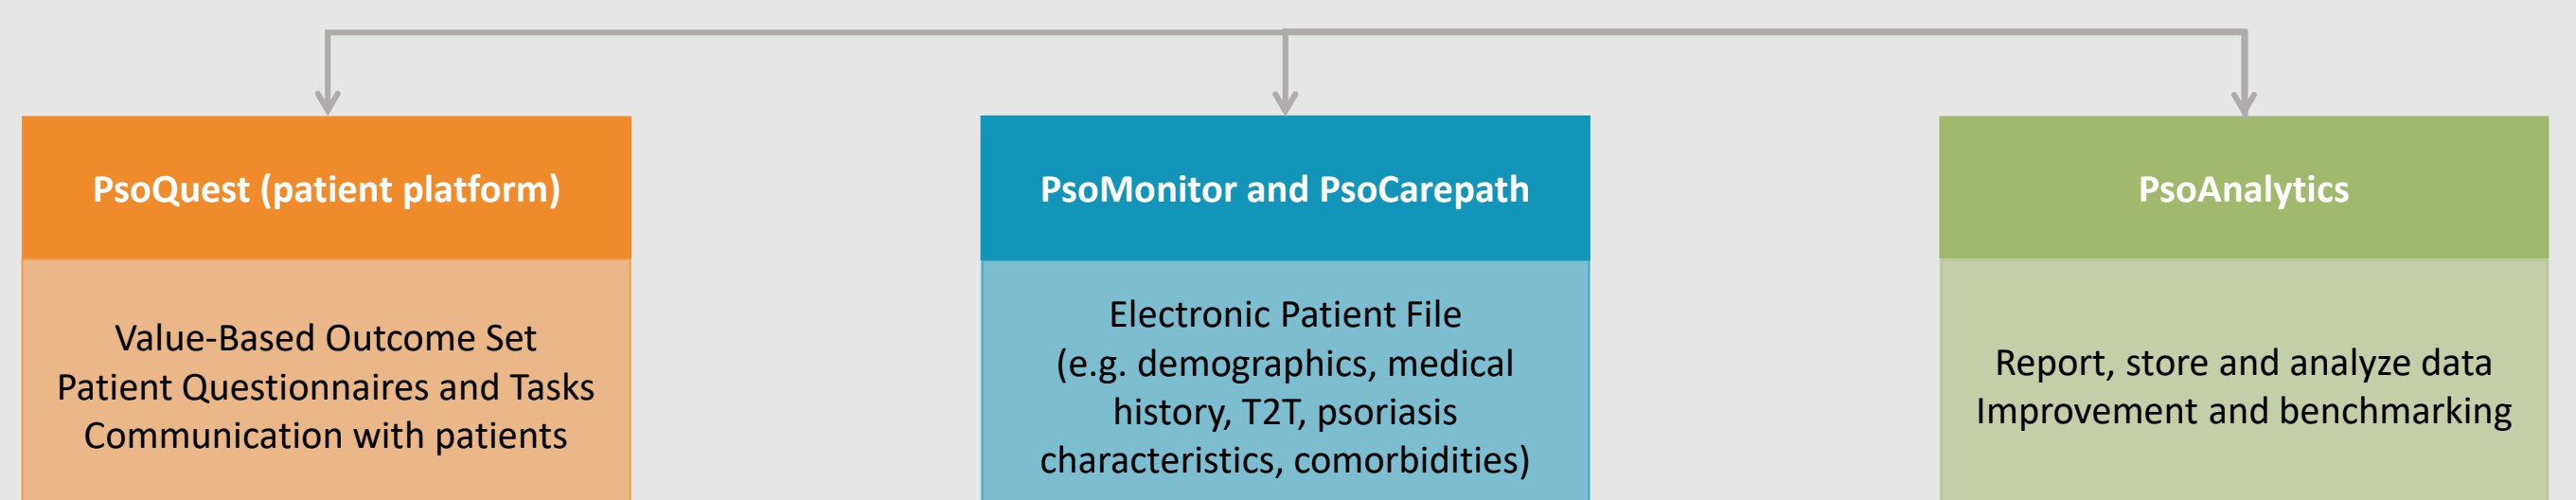 PsoQuest (patient platform)
Value-Based Outcome Set
Patient Questionnaires and Tasks
Communication with patients
PsoMonitor and PsoCarepath
Electronic Patient File
(e.g. demographics, medical
history, T2T, psoriasis
characteristics, comorbidities)
PsoAnalytics
Report, store and analyze data
Improvement and benchmarking